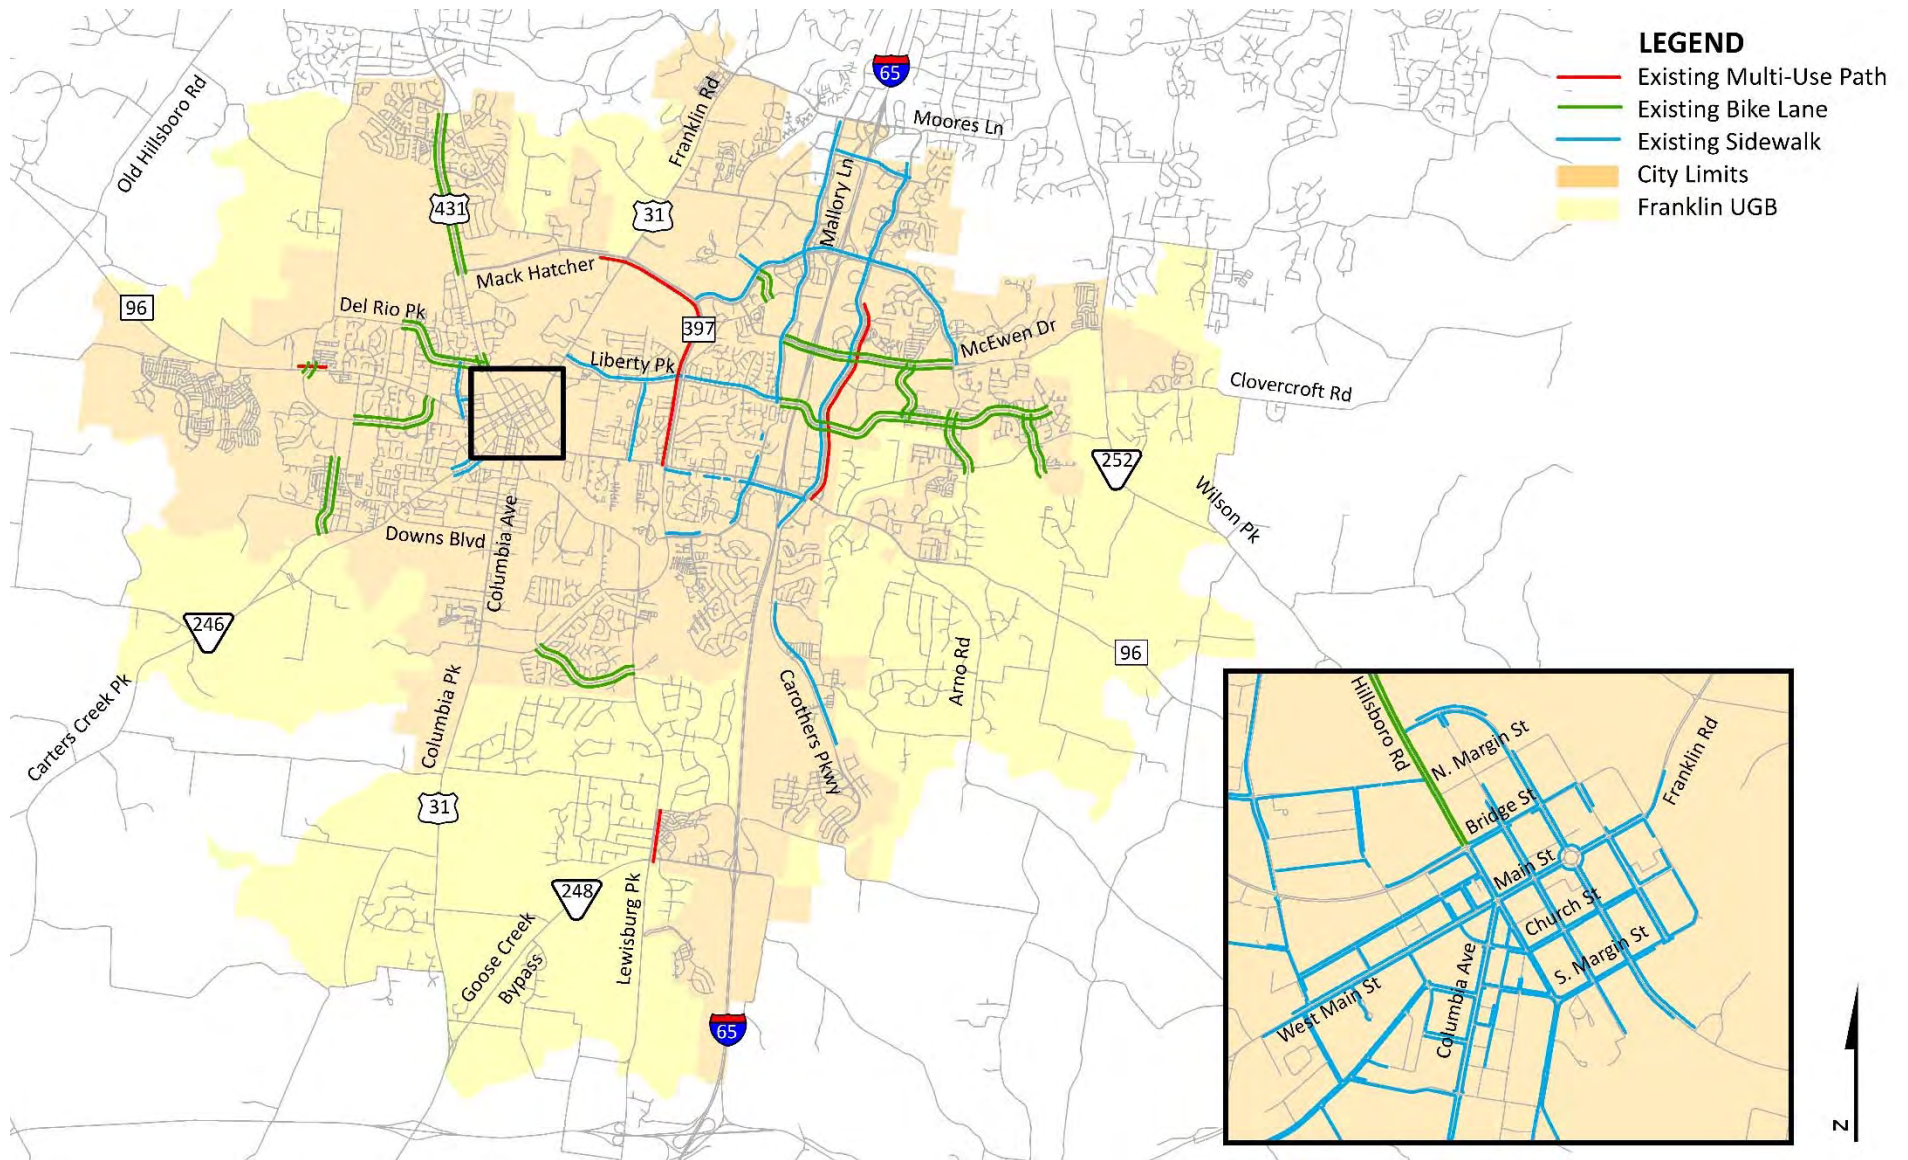 LEGEND
Existing Multi-Use Path
Existing Bike Lane
Existing Sidewalk
City Limits
Franklin UGB
65
Moores Ln
Franklin Rd
Old Hillsboro Rd
431
31
Mallory Ln
Mack Hatcher
96
Del Rio Pk
397
Liberty Pk
McEwen Dr
Clovercroft Rd
252
Wilson Pk
Downs Blvd
Columbia Ave
246
Carters Creek Pk
Columbia Pk
Arno Rd
96
Carothers Pkwy
31
248
Goose Creek
Bypass
Lewisburg Pk
65
Hillsboro Rd
N. Margin St
Franklin Rd
Bridge St
Main St
Church St
S. Margin St
West Main St
Columbia Ave
N